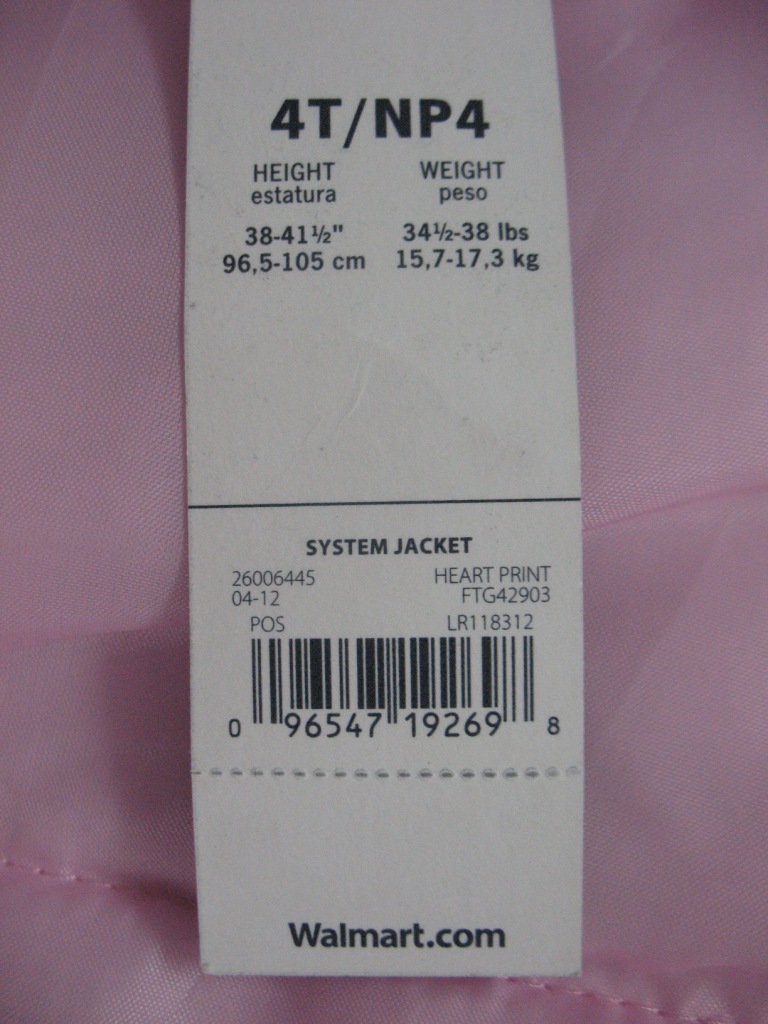 4T/NP4
HEIGHT WEIGHT
estatura peso
38-41½" 34½-38 lbs
96,5-105 cm 15,7-17,3 kg
SYSTEM JACKET
26006445 HEART PRINT
04-12 FTG42903
POS LR118312
0 96547 19269 8
Walmart.com